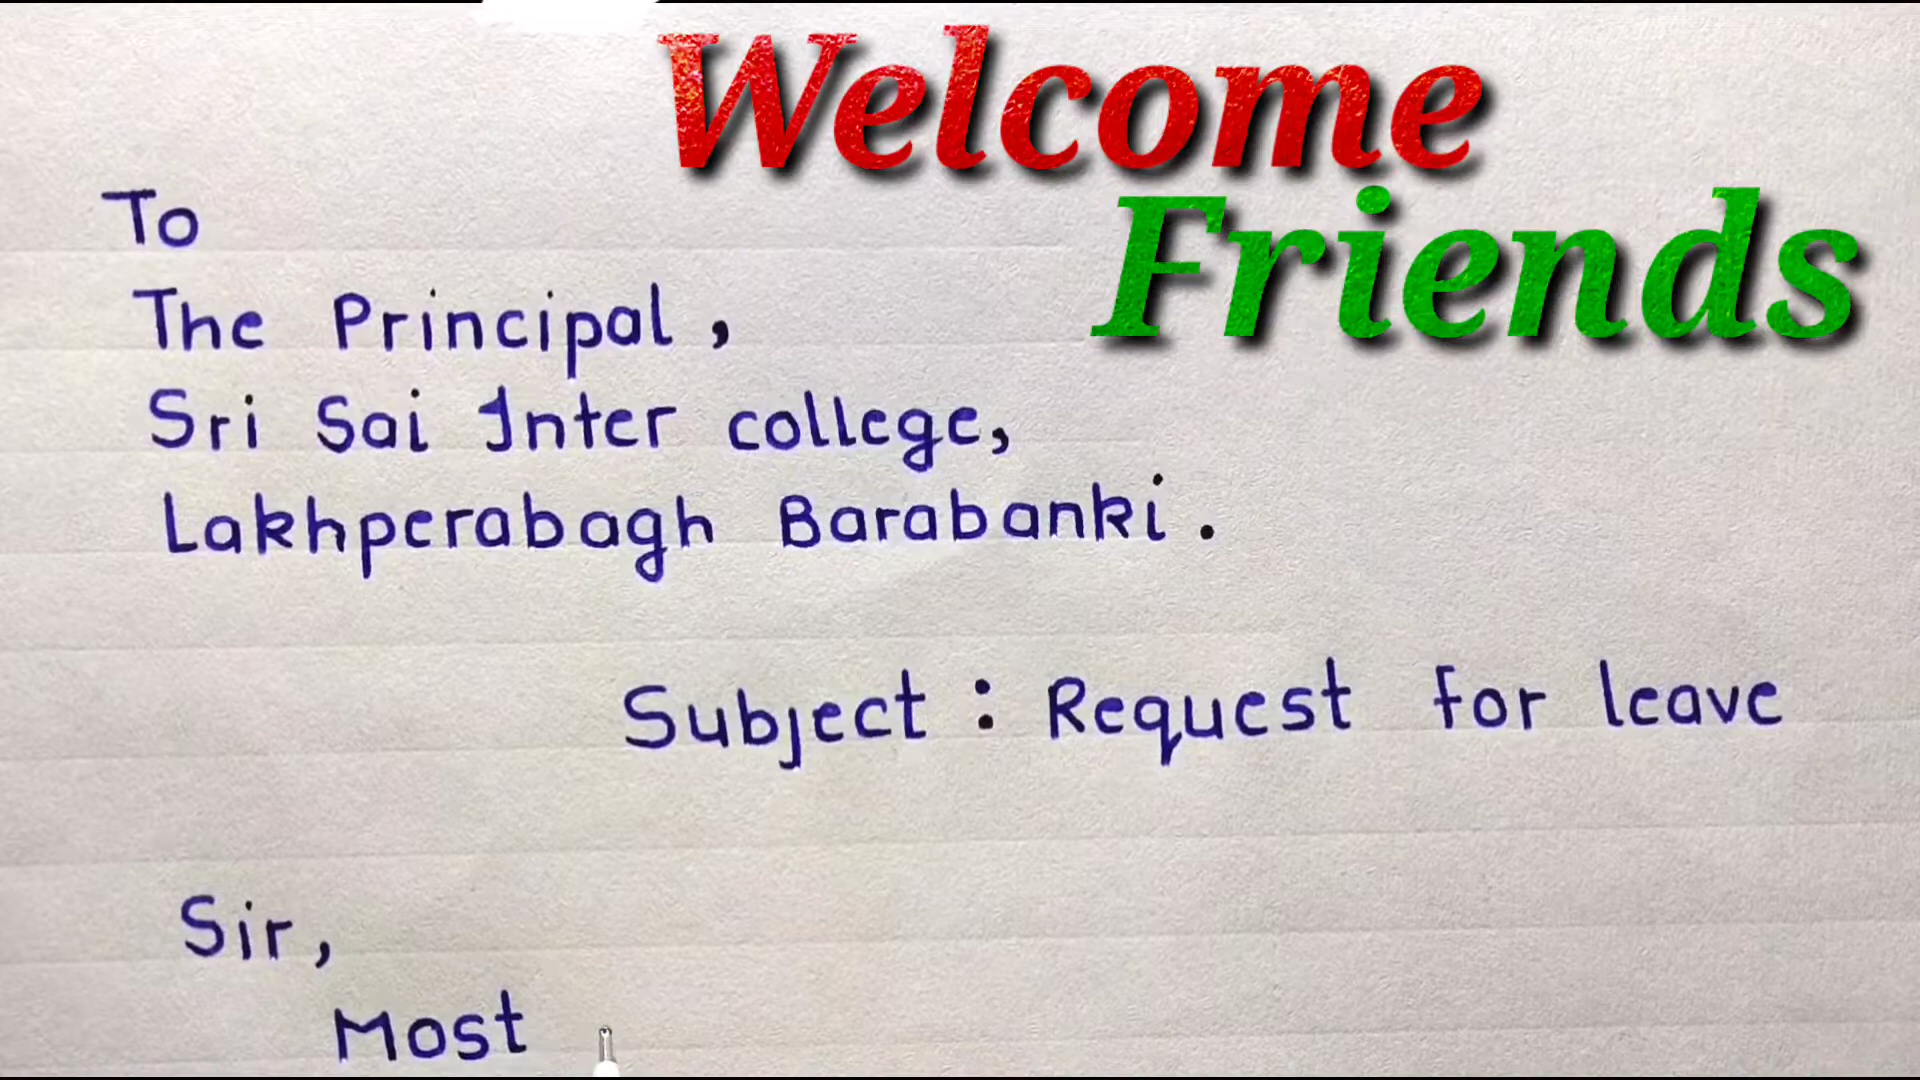 Welcome
Friends
To
The Principal,
Sri Sai Inter college,
Lakhperabagh Barabanki.
Subject : Request for leave
Sir,
Most